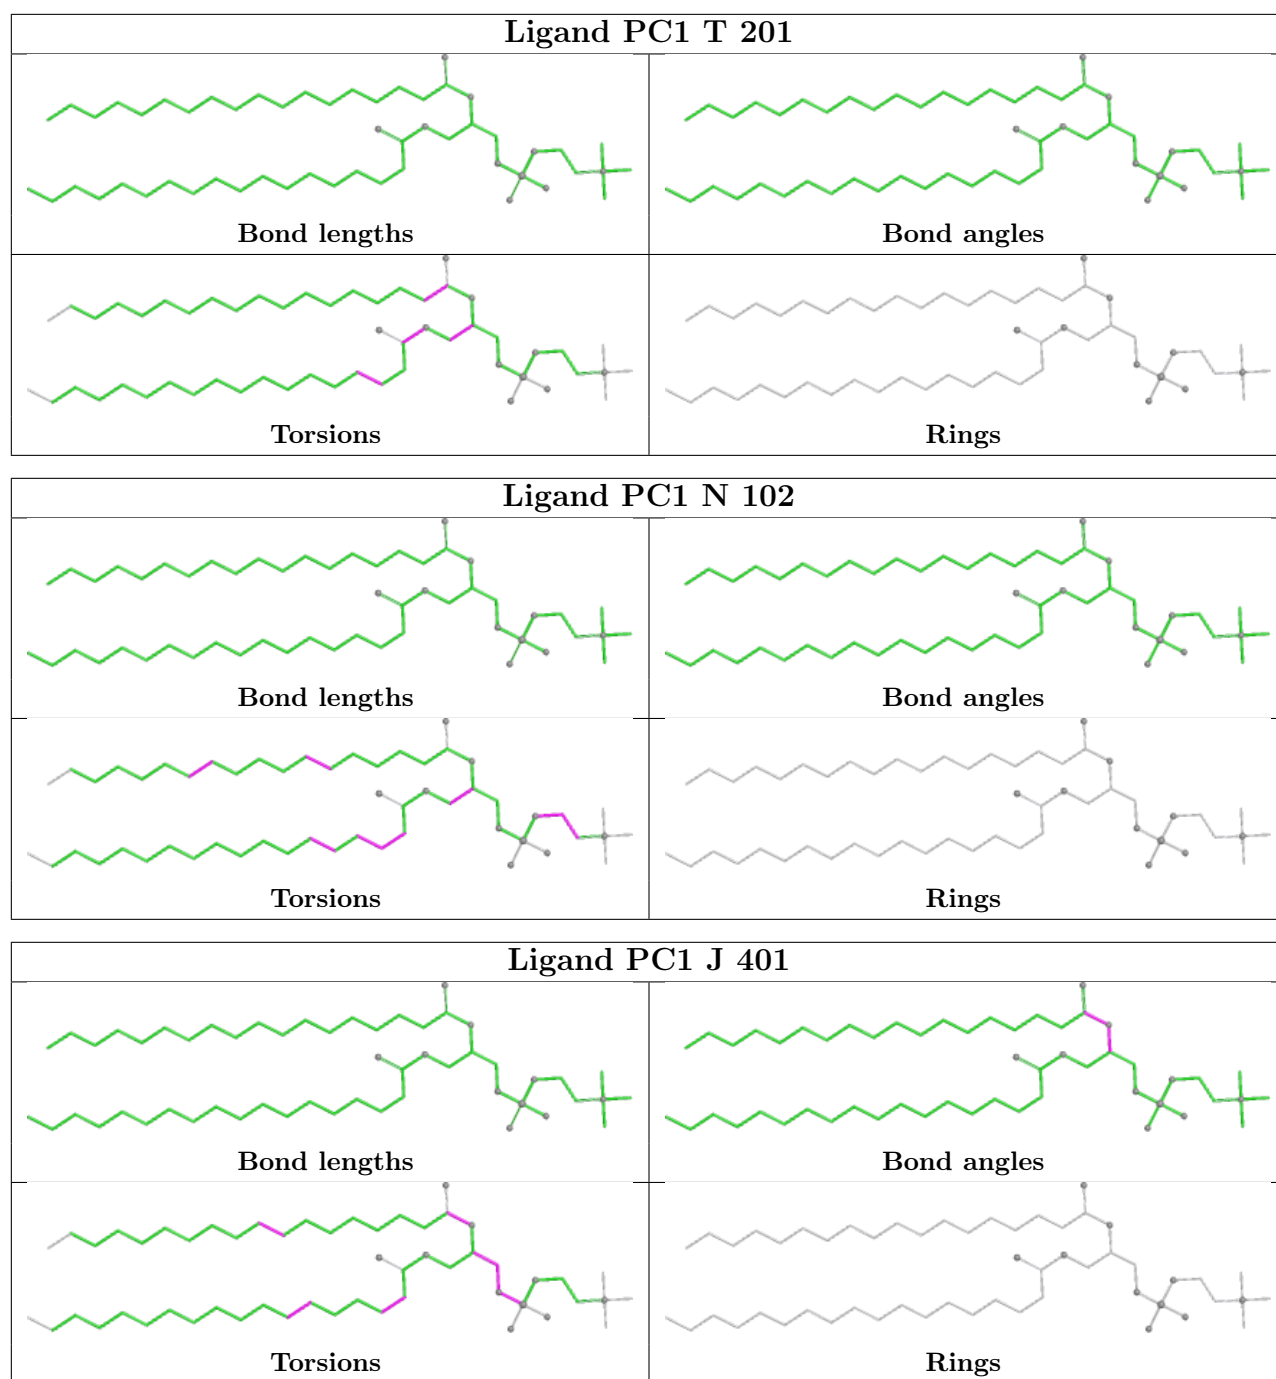 Ligand PC1 T 201
Bond lengths
Bond angles
Torsions
Rings
Ligand PC1 N 102
Bond lengths
Bond angles
Torsions
Rings
Ligand PC1 J 401
Bond lengths
Bond angles
Torsions
Rings